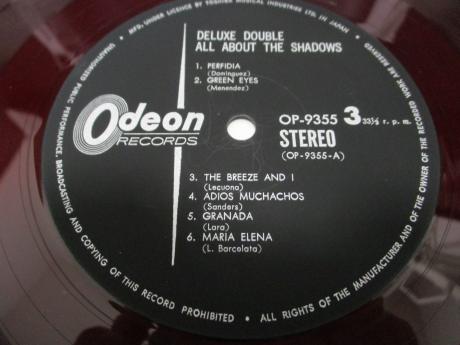 MFD. UNDER LICENCE BY TOSHIBA MUSICAL INDUSTRIES LTD. IN JAPAN
DELUXE DOUBLE
ALL ABOUT THE SHADOWS
1. PERFIDIA
(Dominguez)
2. GREEN EYES
(Menendez)
Odeon
RECORDS
OP-9355 3 33⅓ r. p. m.
STEREO
(OP-9355-A)
3. THE BREEZE AND I
(Lecuona)
4. ADIOS MUCHACHOS
(Sanders)
5. GRANADA
(Lara)
6. MARIA ELENA
(L. Barcelata)
UNAUTHORIZED PUBLIC PERFORMANCE, BROADCASTING AND COPYING OF THIS RECORD PROHIBITED • ALL RIGHTS OF THE MANUFACTURER AND OF THE OWNER OF THE RECORDED WORK ARE RESERVED